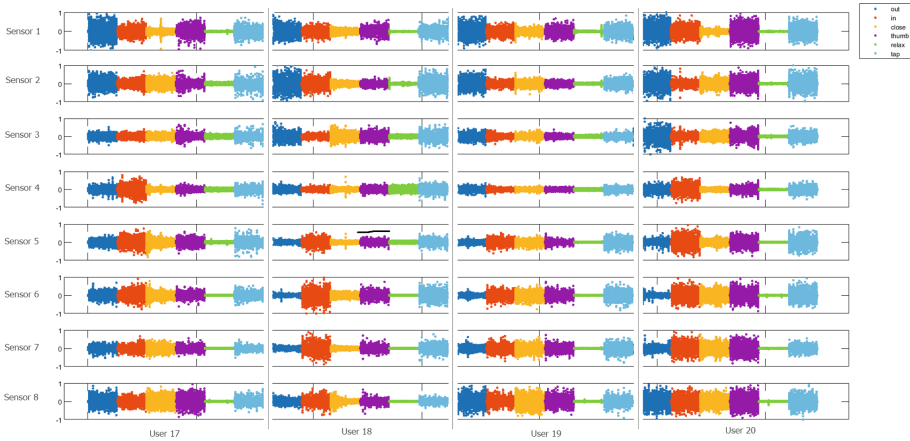 Sensor 1
1
0
-1
Sensor 2
1
0
-1
Sensor 3
1
0
-1
Sensor 4
1
0
-1
Sensor 5
1
0
-1
Sensor 6
1
0
-1
Sensor 7
1
0
-1
Sensor 8
1
0
-1
User 17
User 18
User 19
User 20
out
in
close
thumb
relax
tap